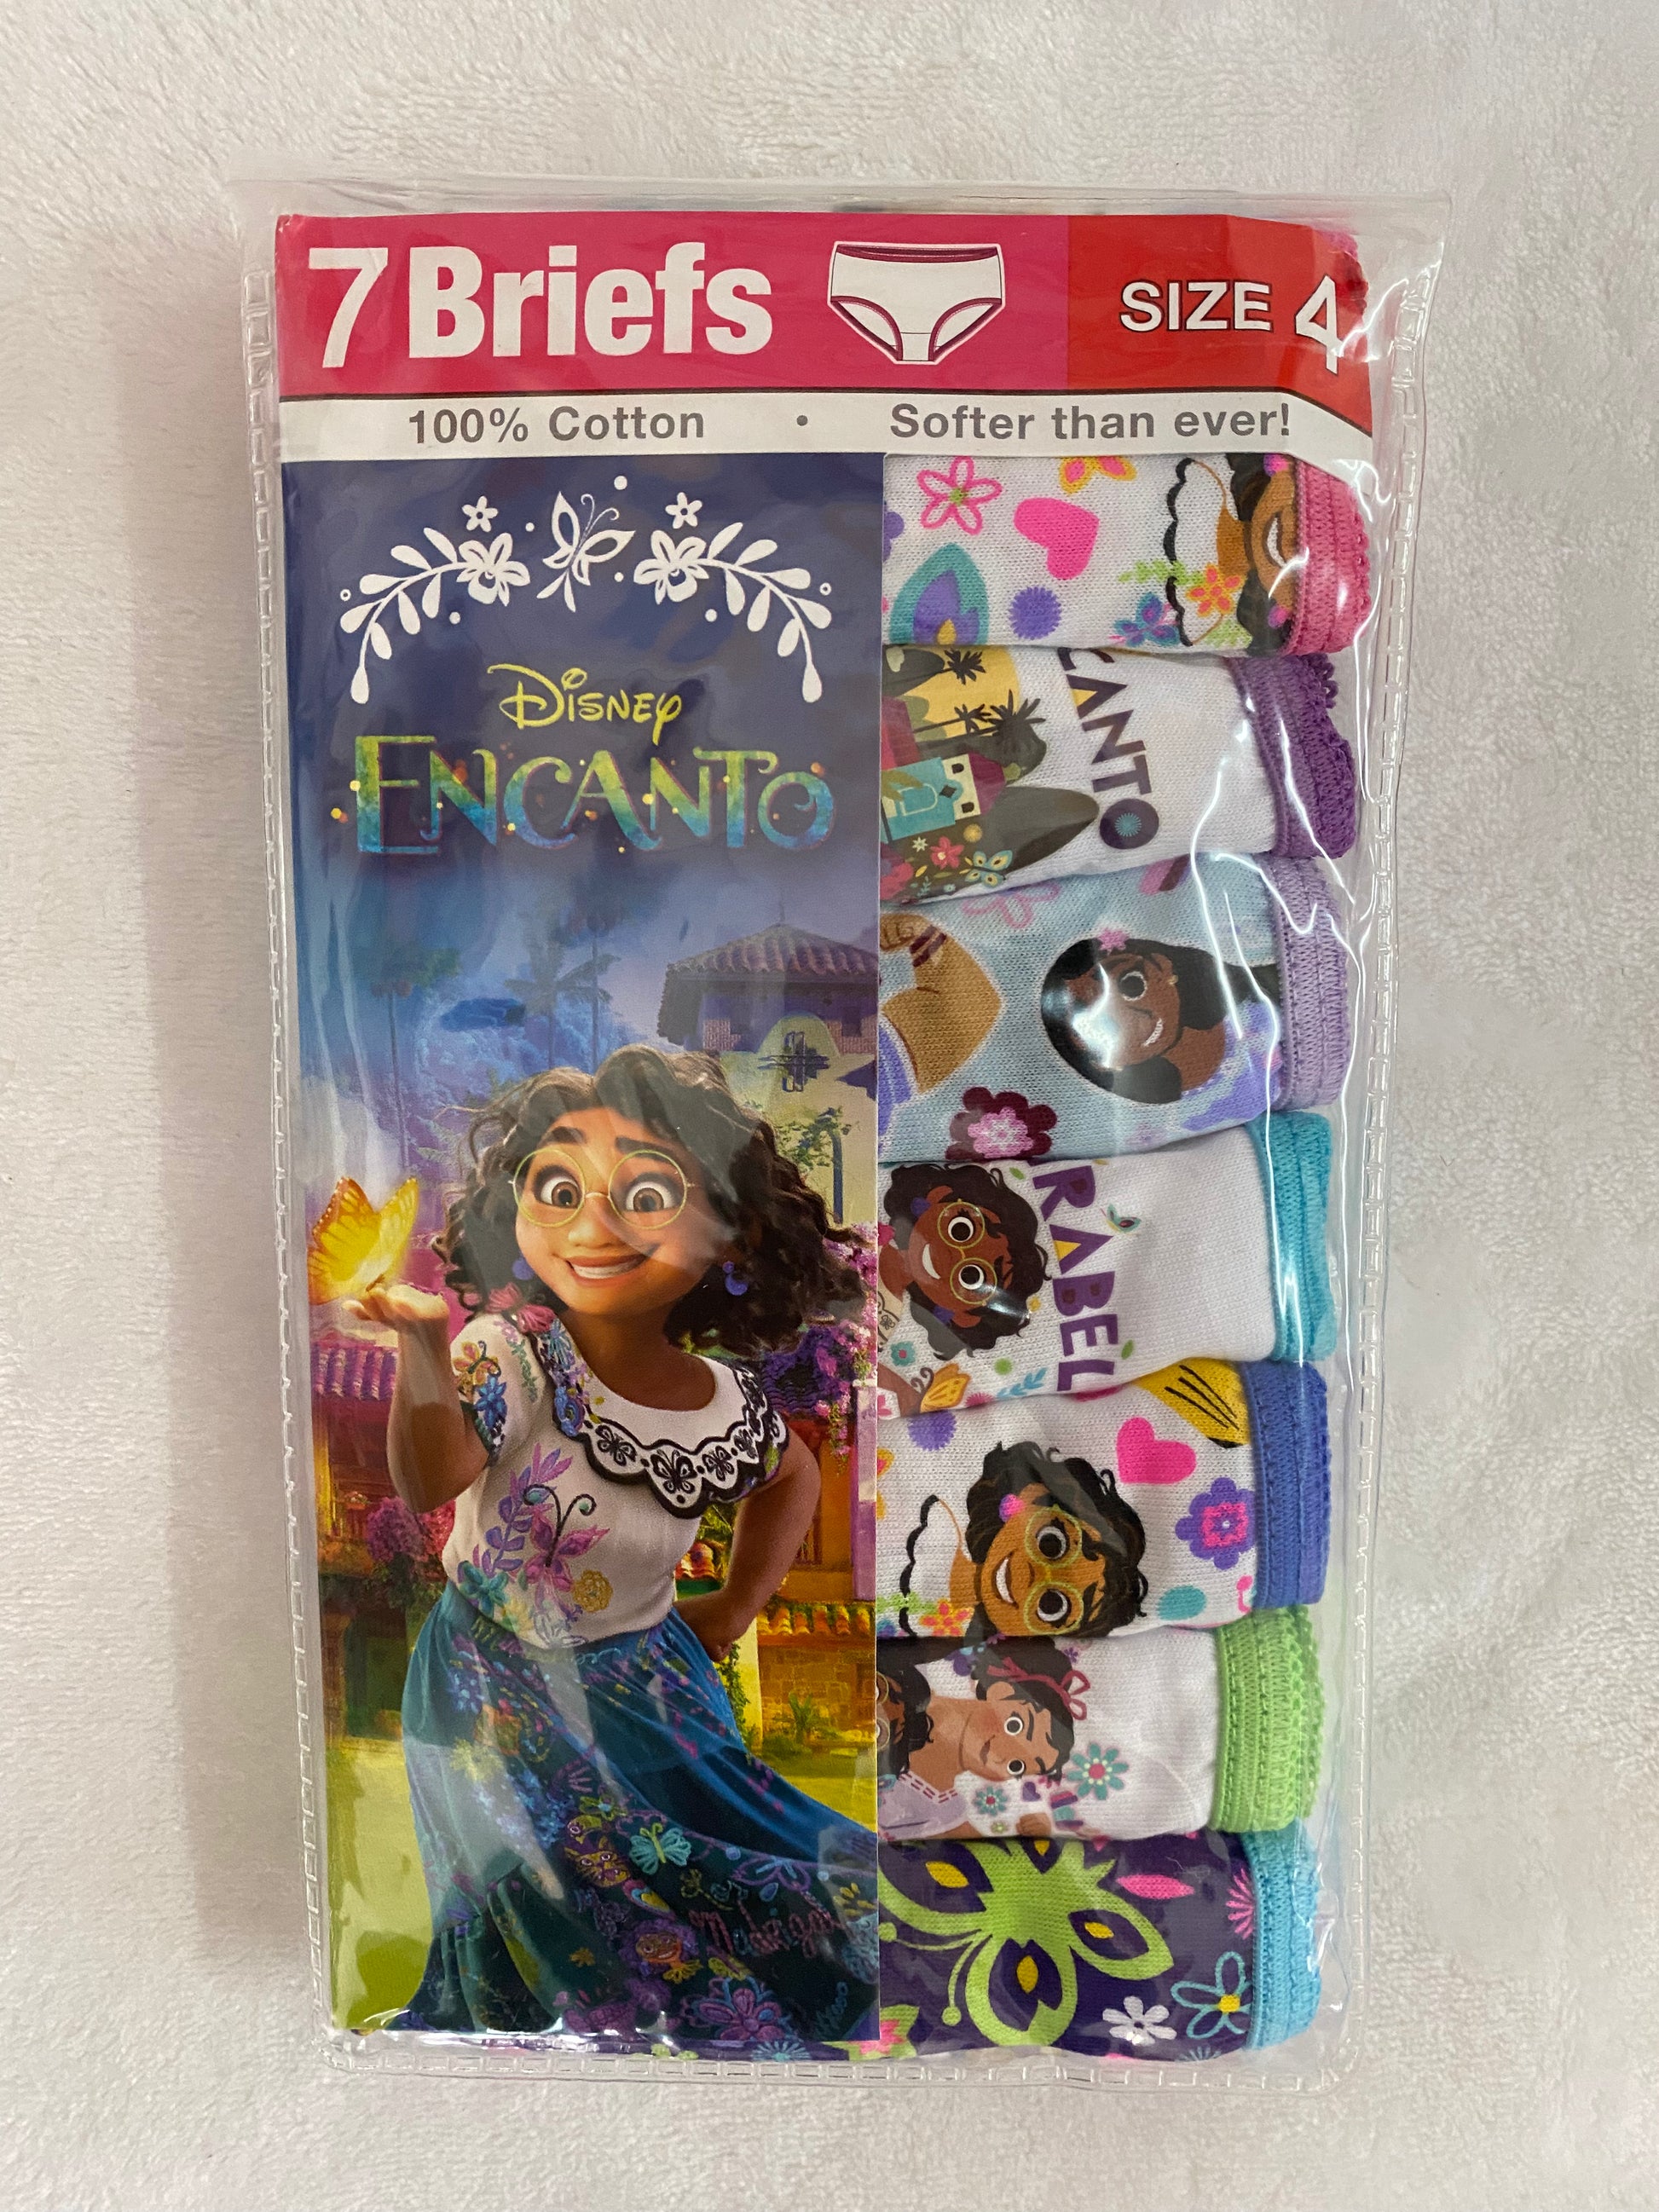 7 Briefs
SIZE 4
100% Cotton • Softer than ever!
DISNEY
ENCANTO
CANTO
RABEL